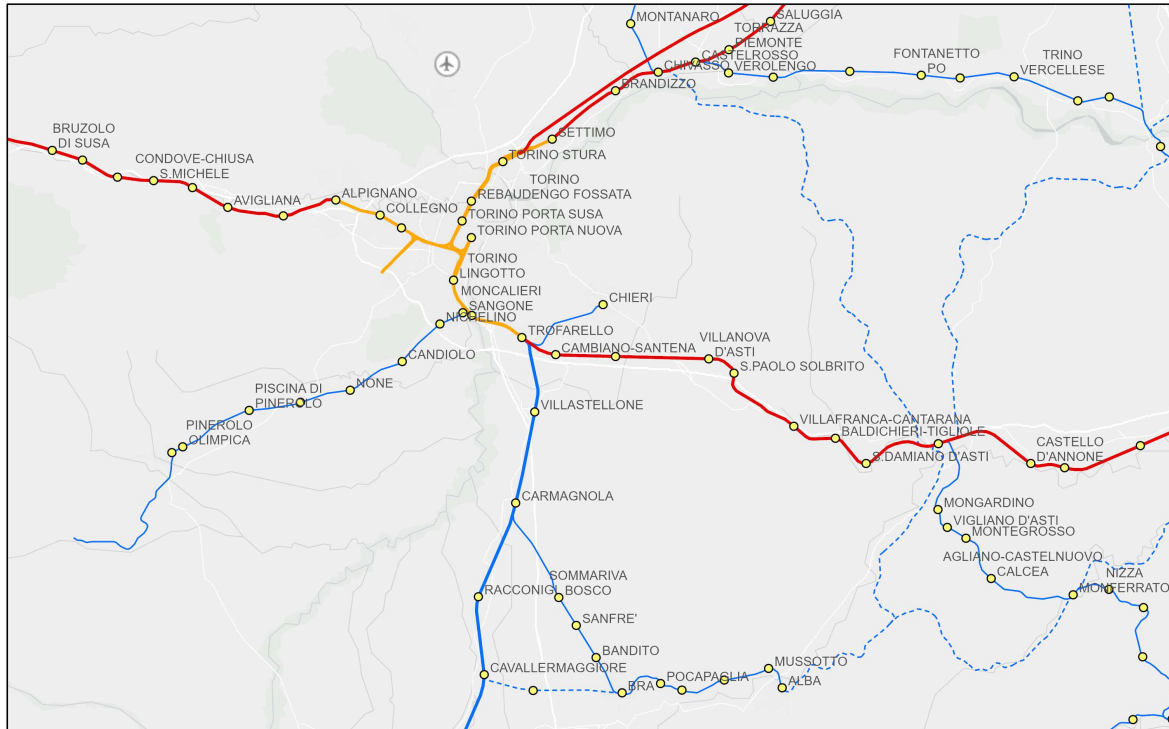 MONTANARO
SALUGGIA
TORRAZZA
PIEMONTE
CASTELROSSO
CHIVASSO
VEROLENGO
FONTANETTO
PO
TRINO
VERCELLESE
BRANDIZZO
SETTIMO
TORINO STURA
BRUZOLO
DI SUSA
CONDOVE-CHIUSA
S.MICHELE
AVIGLIANA
ALPIGNANO
COLLEGNO
TORINO
REBAUDENGO FOSSATA
TORINO PORTA SUSA
TORINO PORTA NUOVA
TORINO
LINGOTTO
MONCALIERI
SANGONE
NICHELINO
CHIERI
TROFARELLO
CAMBIANO-SANTENA
VILLANOVA
D'ASTI
S.PAOLO SOLBRITO
CANDIOLO
NONE
PISCINA DI
PINEROLO
PINEROLO
OLIMPICA
VILLASTELLONE
VILLAFRANCA-CANTARANA
BALDICHIERI-TIGLIOLE
S.DAMIANO D'ASTI
CASTELLO
D'ANNONE
CARMAGNOLA
MONGARDINO
VIGLIANO D'ASTI
MONTEGROSSO
AGLIANO-CASTELNUOVO
CALCEA
NIZZA
MONFERRATO
RACCONIGI
SOMMARIVA
BOSCO
SANFRE'
BANDITO
CAVALLERMAGGIORE
BRA
POCAPAGLIA
MUSSOTTO
ALBA